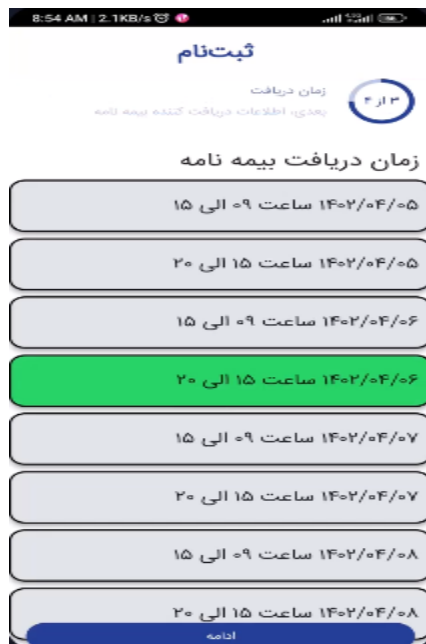 8:54 AM | 2.1KB/s
ثبت‌نام
۳ از ۴
زمان دریافت
بعدی، اطلاعات دریافت کننده بیمه نامه
زمان دریافت بیمه نامه
۱۴۰۲/۰۴/۰۵ ساعت ۰۹ الی ۱۵
۱۴۰۲/۰۴/۰۵ ساعت ۱۵ الی ۲۰
۱۴۰۲/۰۴/۰۶ ساعت ۰۹ الی ۱۵
۱۴۰۲/۰۴/۰۶ ساعت ۱۵ الی ۲۰
۱۴۰۲/۰۴/۰۷ ساعت ۰۹ الی ۱۵
۱۴۰۲/۰۴/۰۷ ساعت ۱۵ الی ۲۰
۱۴۰۲/۰۴/۰۸ ساعت ۰۹ الی ۱۵
۱۴۰۲/۰۴/۰۸ ساعت ۱۵ الی ۲۰
ادامه